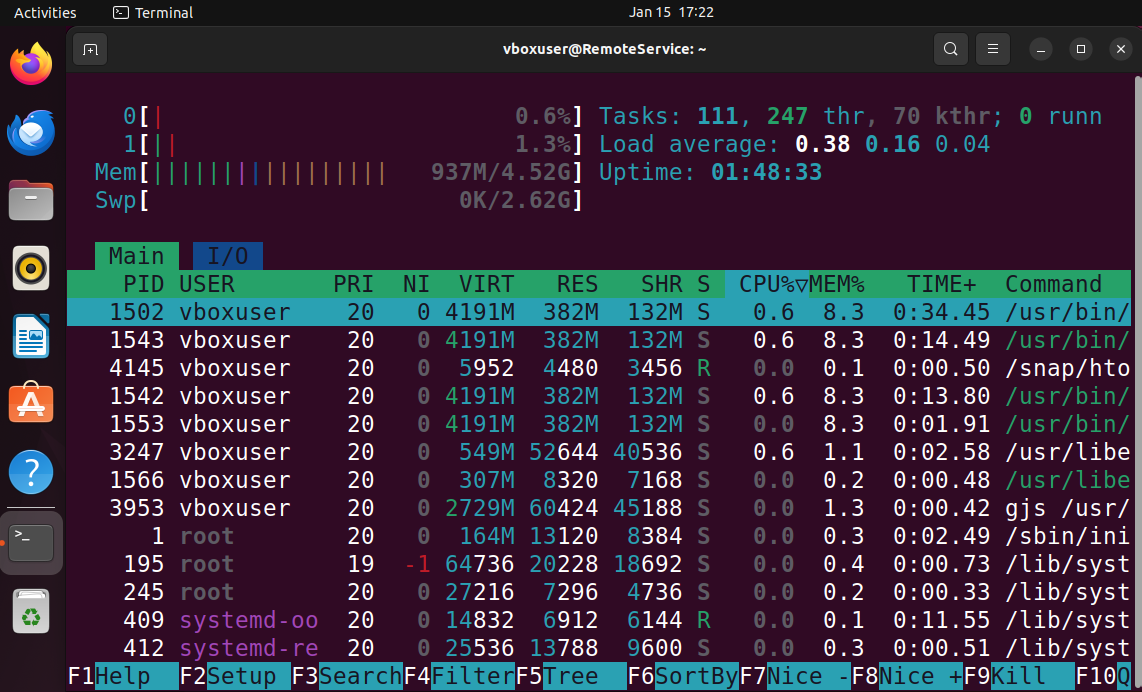 Activities Terminal Jan 15 17:22
vboxuser@RemoteService: ~
0[| 0.6%] Tasks: 111, 247 thr, 70 kthr; 0 runn
1[|| 1.3%] Load average: 0.38 0.16 0.04
Mem[||||||||||||||||| 937M/4.52G] Uptime: 01:48:33
Swp[ 0K/2.62G]
Main I/O
PID USER PRI NI VIRT RES SHR S CPU%▽MEM% TIME+ Command
1502 vboxuser 20 0 4191M 382M 132M S 0.6 8.3 0:34.45 /usr/bin/
1543 vboxuser 20 0 4191M 382M 132M S 0.6 8.3 0:14.49 /usr/bin/
4145 vboxuser 20 0 5952 4480 3456 R 0.0 0.1 0:00.50 /snap/hto
1542 vboxuser 20 0 4191M 382M 132M S 0.6 8.3 0:13.80 /usr/bin/
1553 vboxuser 20 0 4191M 382M 132M S 0.0 8.3 0:01.91 /usr/bin/
3247 vboxuser 20 0 549M 52644 40536 S 0.6 1.1 0:02.58 /usr/libe
1566 vboxuser 20 0 307M 8320 7168 S 0.0 0.2 0:00.48 /usr/libe
3953 vboxuser 20 0 2729M 60424 45188 S 0.0 1.3 0:00.42 gjs /usr/
1 root 20 0 164M 13120 8384 S 0.0 0.3 0:02.49 /sbin/ini
195 root 19 -1 64736 20228 18692 S 0.0 0.4 0:00.73 /lib/syst
245 root 20 0 27216 7296 4736 S 0.0 0.2 0:00.33 /lib/syst
409 systemd-oo 20 0 14832 6912 6144 R 0.0 0.1 0:11.55 /lib/syst
412 systemd-re 20 0 25536 13788 9600 S 0.0 0.3 0:00.51 /lib/syst
F1Help F2Setup F3SearchF4FilterF5Tree F6SortByF7Nice -F8Nice +F9Kill F10Q